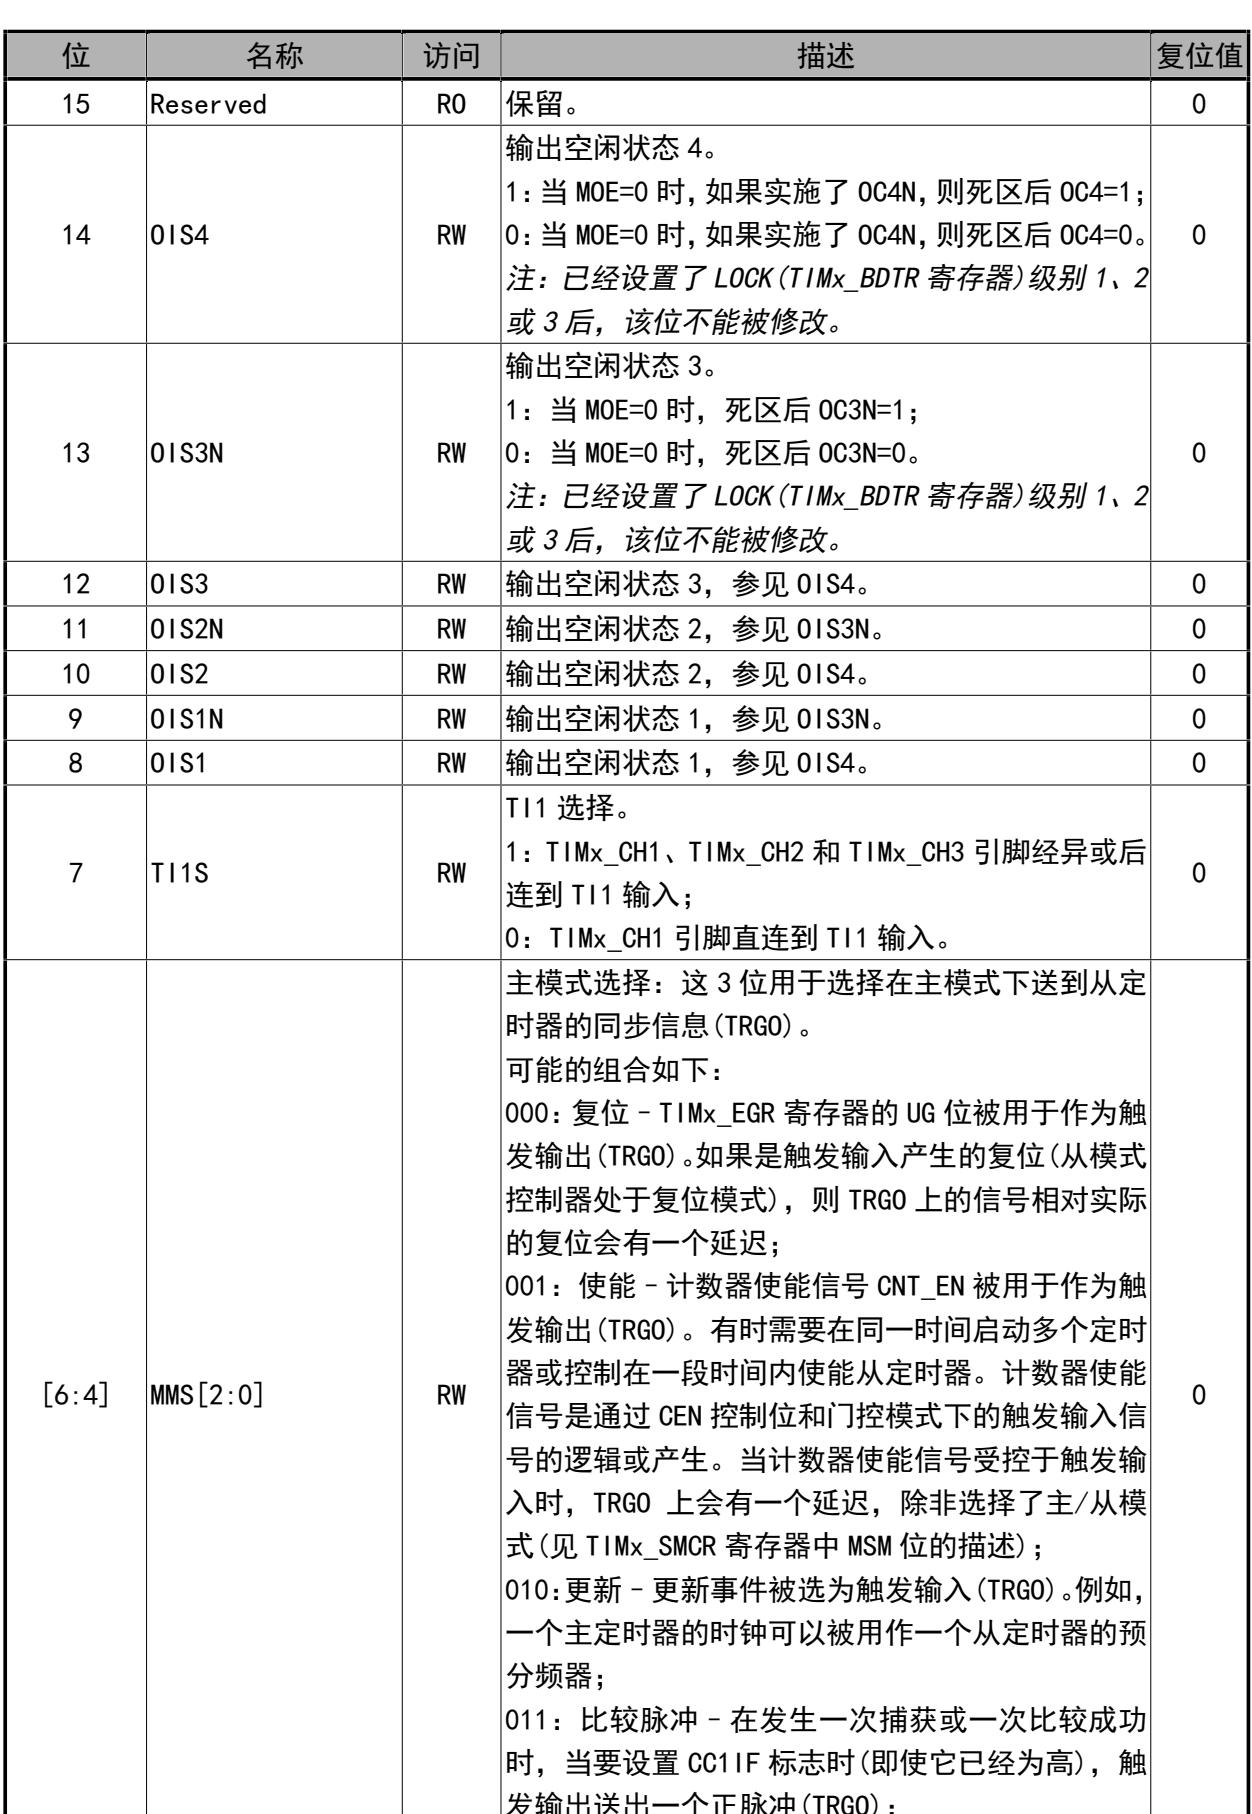 位 名称 访问 描述 复位值
15 Reserved RO 保留。 0
输出空闲状态 4。
1：当 MOE=0 时，如果实施了 OC4N，则死区后 OC4=1；
14 OIS4 RW 0：当 MOE=0 时，如果实施了 OC4N，则死区后 OC4=0。 0
注：已经设置了 LOCK(TIMx_BDTR 寄存器)级别 1、2
或 3 后，该位不能被修改。
输出空闲状态 3。
1：当 MOE=0 时，死区后 OC3N=1；
13 OIS3N RW 0：当 MOE=0 时，死区后 OC3N=0。 0
注：已经设置了 LOCK(TIMx_BDTR 寄存器)级别 1、2
或 3 后，该位不能被修改。
12 OIS3 RW 输出空闲状态 3，参见 OIS4。 0
11 OIS2N RW 输出空闲状态 2，参见 OIS3N。 0
10 OIS2 RW 输出空闲状态 2，参见 OIS4。 0
9 OIS1N RW 输出空闲状态 1，参见 OIS3N。 0
8 OIS1 RW 输出空闲状态 1，参见 OIS4。 0
TI1 选择。
7 TI1S RW 1：TIMx_CH1、TIMx_CH2 和 TIMx_CH3 引脚经异或后 0
连到 TI1 输入；
0：TIMx_CH1 引脚直连到 TI1 输入。
主模式选择：这 3 位用于选择在主模式下送到从定
时器的同步信息(TRGO)。
可能的组合如下：
000：复位 – TIMx_EGR 寄存器的 UG 位被用于作为触
发输出(TRGO)。如果是触发输入产生的复位(从模式
控制器处于复位模式)，则 TRGO 上的信号相对实际
的复位会有一个延迟；
001：使能 – 计数器使能信号 CNT_EN 被用于作为触
发输出(TRGO)。有时需要在同一时间启动多个定时
器或控制在一段时间内使能从定时器。计数器使能
[6:4] MMS[2:0] RW 信号是通过 CEN 控制位和门控模式下的触发输入信 0
号的逻辑或产生。当计数器使能信号受控于触发输
入时，TRGO 上会有一个延迟，除非选择了主/从模
式(见 TIMx_SMCR 寄存器中 MSM 位的描述)；
010：更新 – 更新事件被选为触发输入(TRGO)。例如，
一个主定时器的时钟可以被用作一个从定时器的预
分频器；
011：比较脉冲 – 在发生一次捕获或一次比较成功
时，当要设置 CC1IF 标志时(即使它已经为高)，触
发输出送出一个正脉冲(TRGO)；